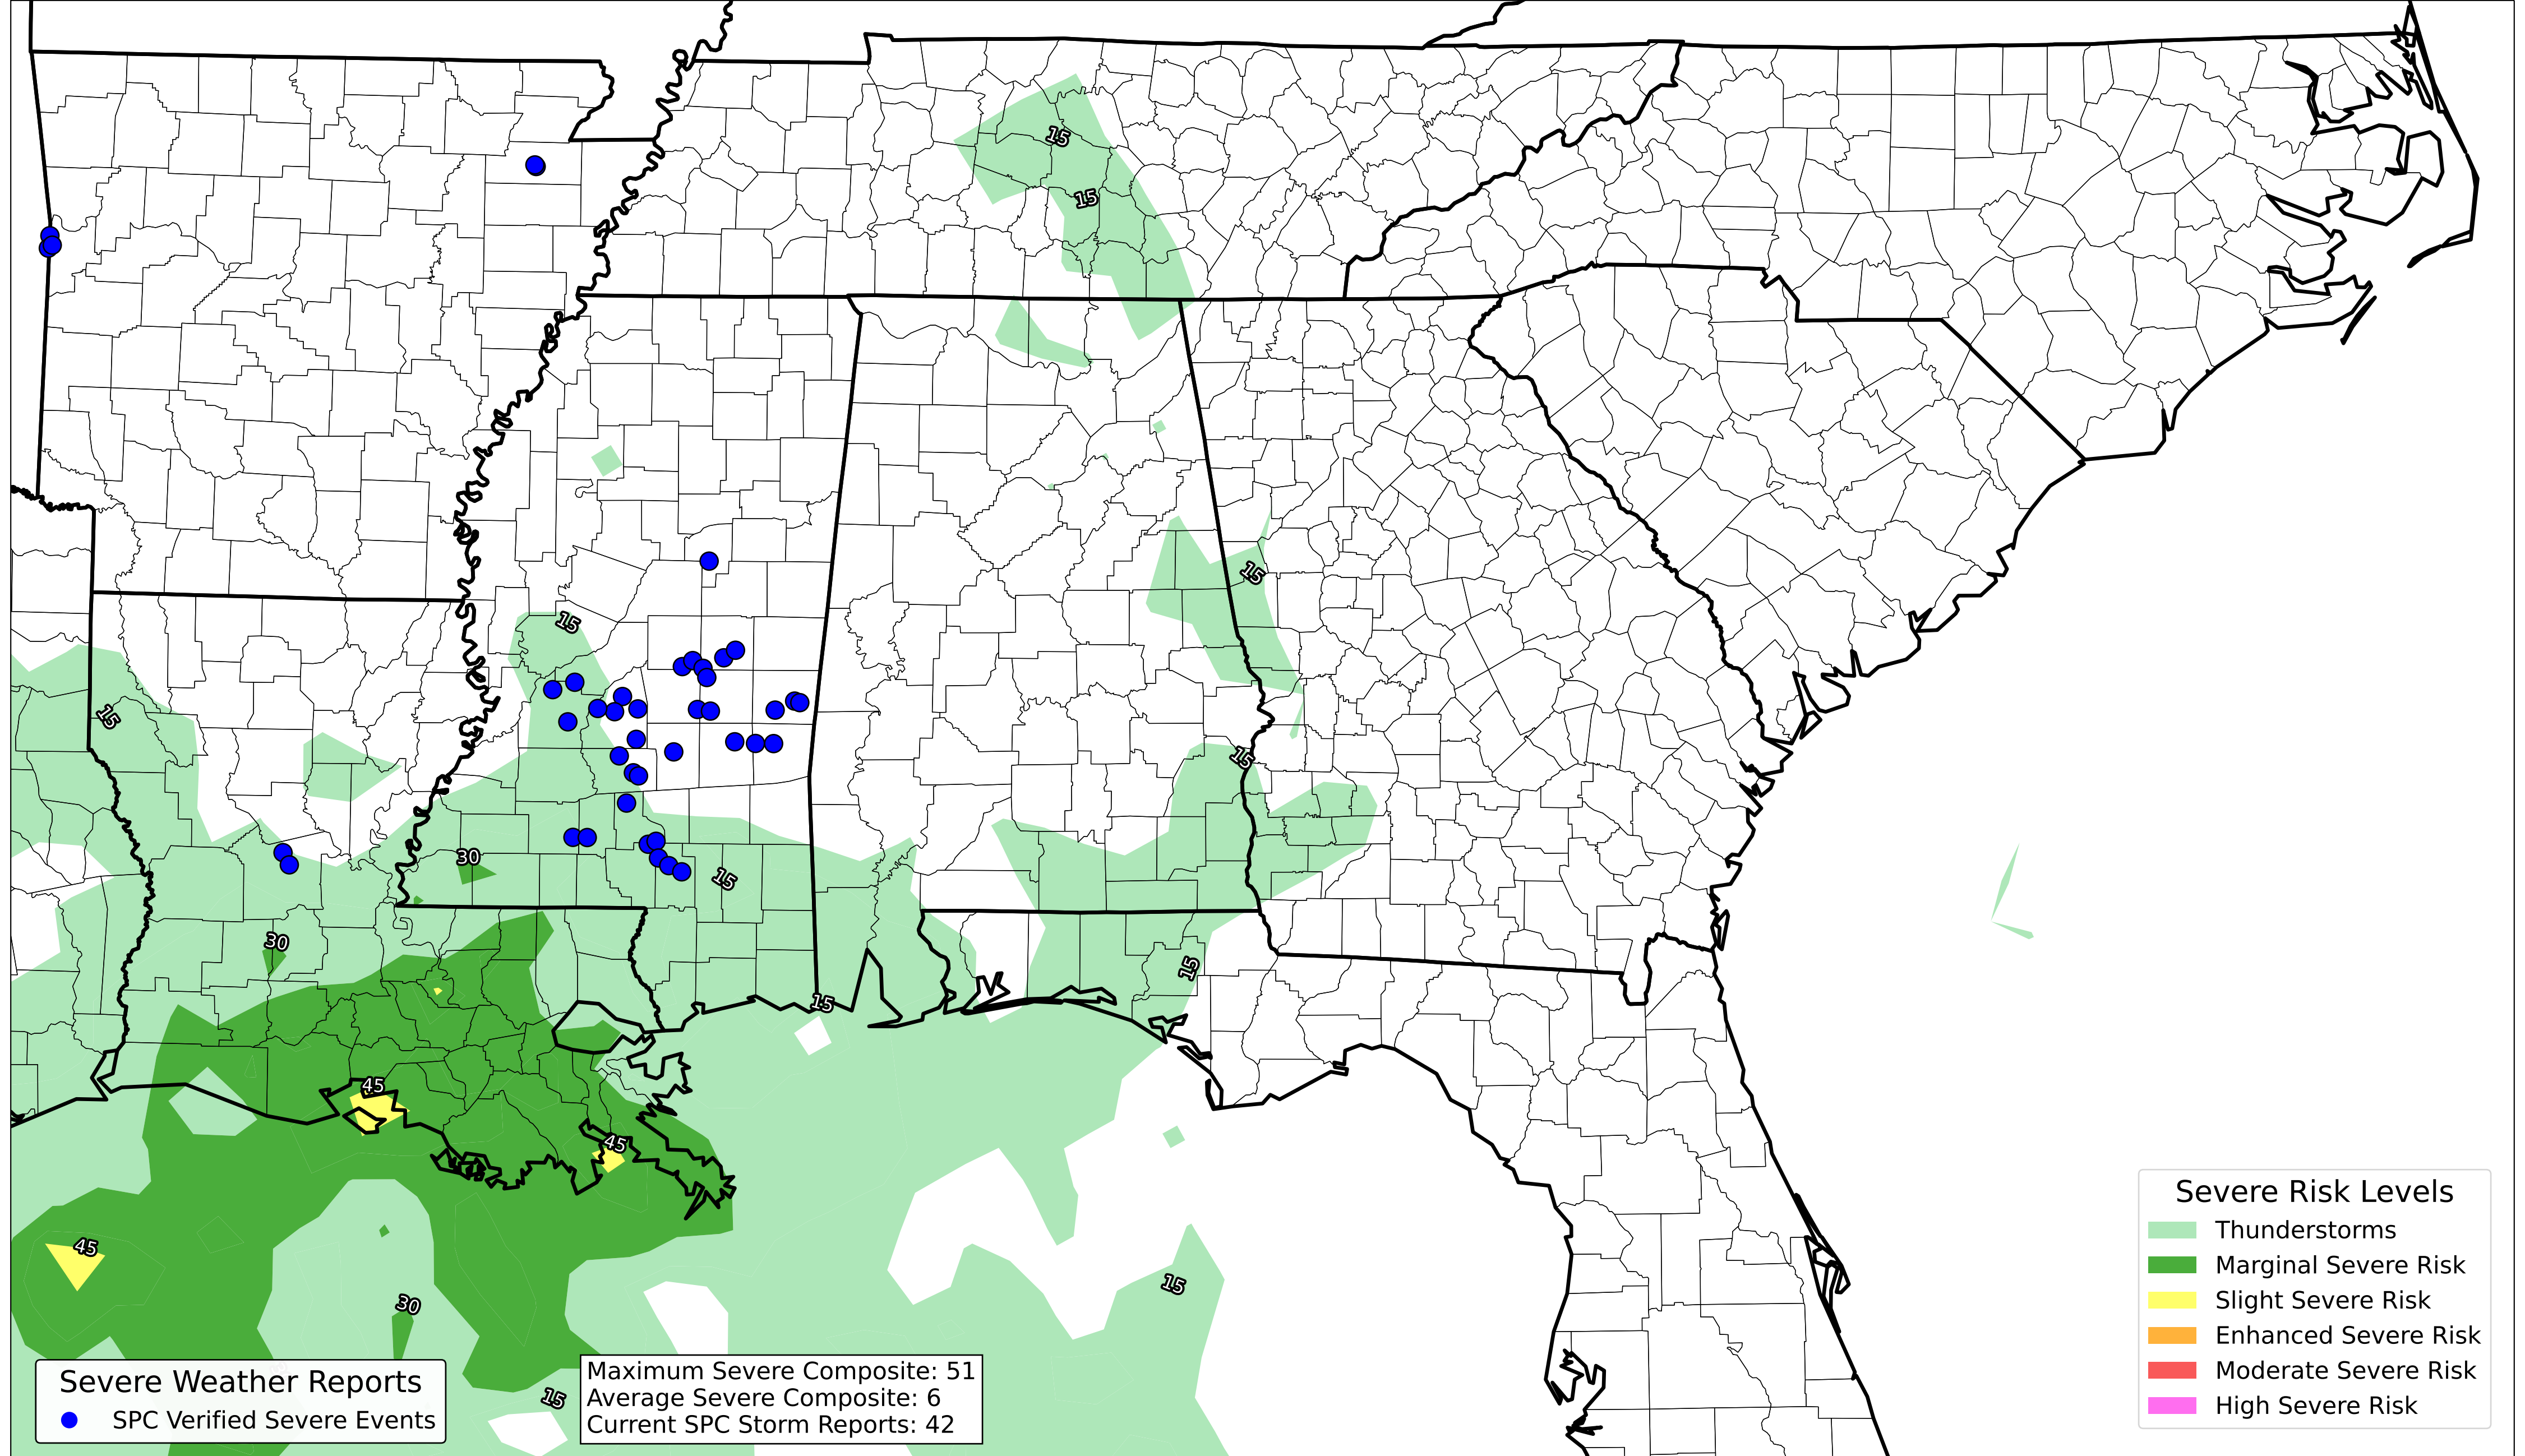 15
15
15
15
15
15
30
15
30
15
15
45
45
45
15
30
15
Severe Weather Reports
SPC Verified Severe Events
Maximum Severe Composite: 51
Average Severe Composite: 6
Current SPC Storm Reports: 42
Severe Risk Levels
Thunderstorms
Marginal Severe Risk
Slight Severe Risk
Enhanced Severe Risk
Moderate Severe Risk
High Severe Risk